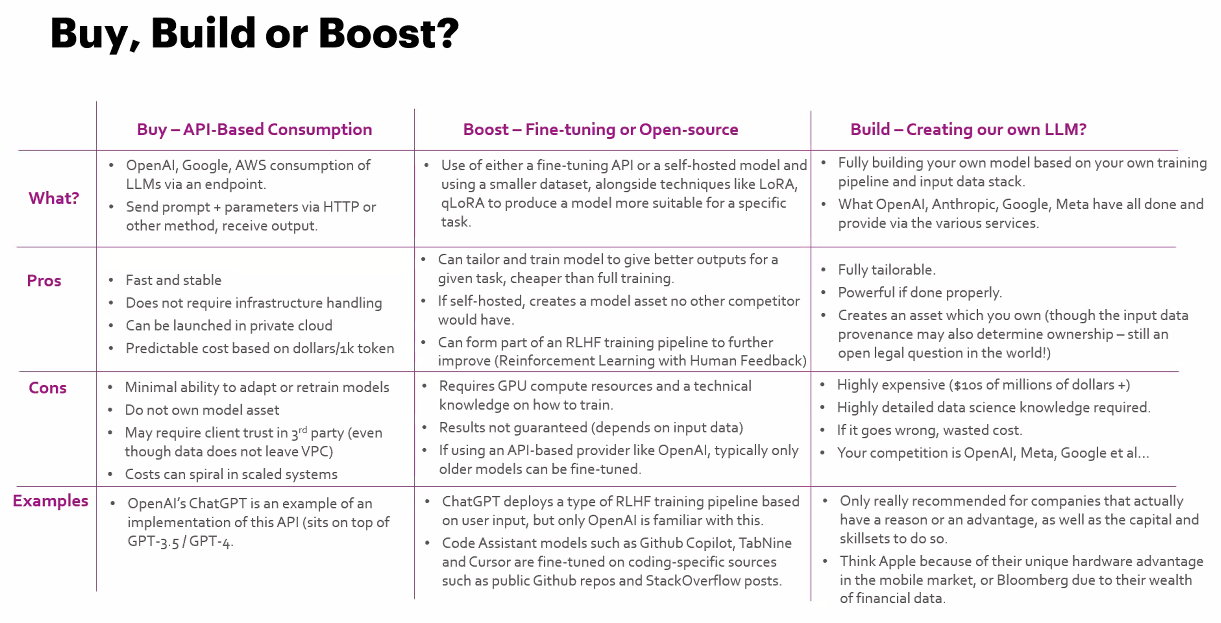 Buy, Build or Boost?
Buy – API-Based Consumption
Boost – Fine-tuning or Open-source
Build – Creating our own LLM?
What?
• OpenAI, Google, AWS consumption of
LLMs via an endpoint.
• Send prompt + parameters via HTTP or
other method, receive output.
• Use of either a fine-tuning API or a self-hosted model and
using a smaller dataset, alongside techniques like LoRA,
qLoRA to produce a model more suitable for a specific
task.
• Fully building your own model based on your own training
pipeline and input data stack.
• What OpenAI, Anthropic, Google, Meta have all done and
provide via the various services.
Pros
• Fast and stable
• Does not require infrastructure handling
• Can be launched in private cloud
• Predictable cost based on dollars/1k token
• Can tailor and train model to give better outputs for a
given task, cheaper than full training.
• If self-hosted, creates a model asset no other competitor
would have.
• Can form part of an RLHF training pipeline to further
improve (Reinforcement Learning with Human Feedback)
• Fully tailorable.
• Powerful if done properly.
• Creates an asset which you own (though the input data
provenance may also determine ownership – still an
open legal question in the world!)
Cons
• Minimal ability to adapt or retrain models
• Do not own model asset
• May require client trust in 3rd party (even
though data does not leave VPC)
• Costs can spiral in scaled systems
• Requires GPU compute resources and a technical
knowledge on how to train.
• Results not guaranteed (depends on input data)
• If using an API-based provider like OpenAI, typically only
older models can be fine-tuned.
• Highly expensive ($10s of millions of dollars +)
• Highly detailed data science knowledge required.
• If it goes wrong, wasted cost.
• Your competition is OpenAI, Meta, Google et al...
Examples
• OpenAI's ChatGPT is an example of an
implementation of this API (sits on top of
GPT-3.5 / GPT-4.
• ChatGPT deploys a type of RLHF training pipeline based
on user input, but only OpenAI is familiar with this.
• Code Assistant models such as Github Copilot, TabNine
and Cursor are fine-tuned on coding-specific sources
such as public Github repos and StackOverflow posts.
• Only really recommended for companies that actually
have a reason or an advantage, as well as the capital and
skillsets to do so.
• Think Apple because of their unique hardware advantage
in the mobile market, or Bloomberg due to their wealth
of financial data.